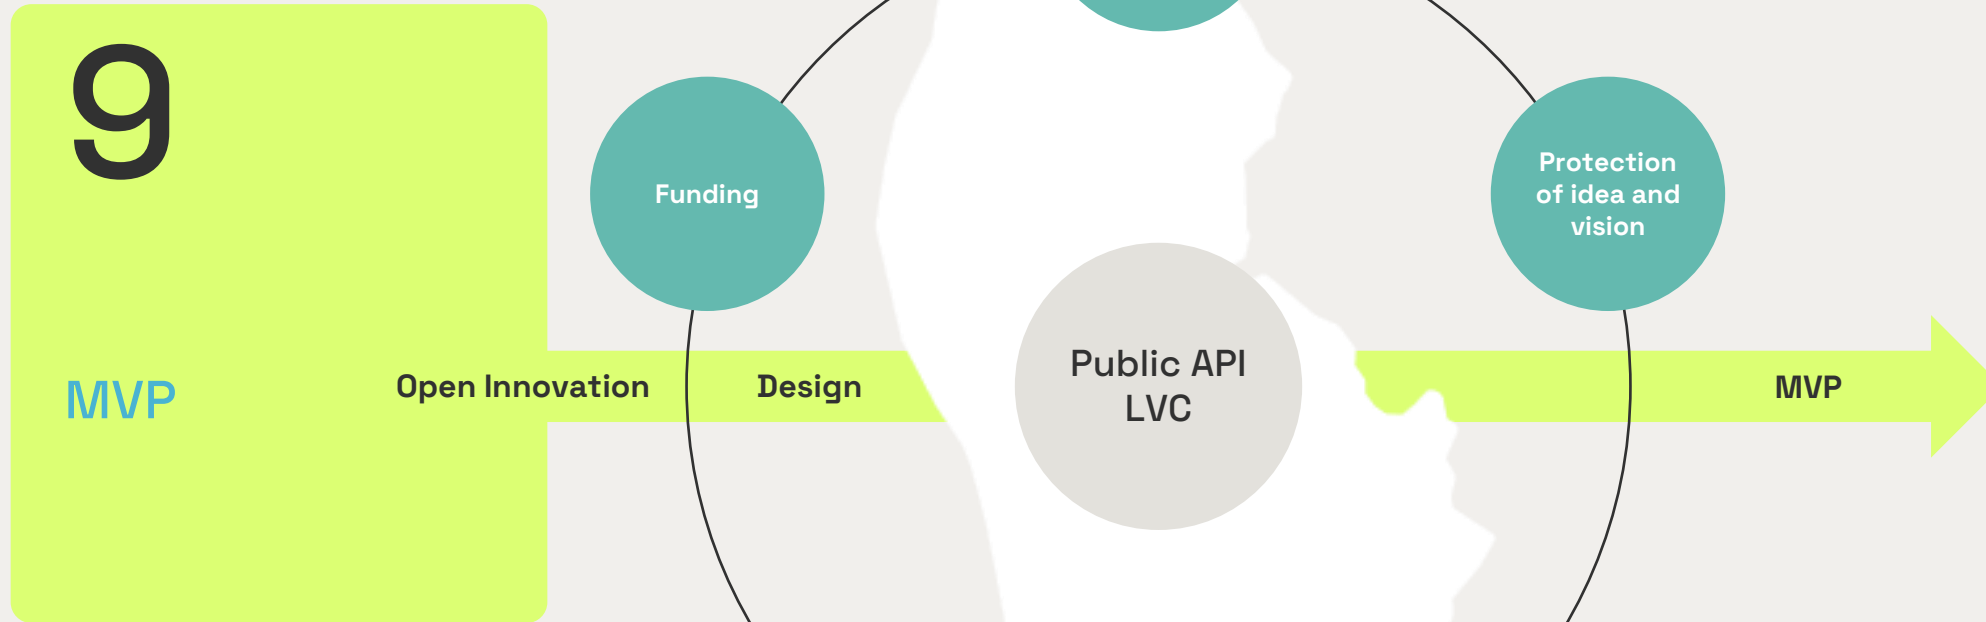 9
MVP
Open Innovation
Design
Funding
Public API
LVC
Protection
of idea and
vision
MVP